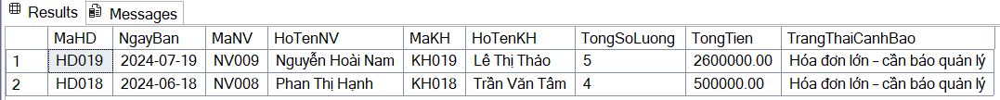 Results Messages
MaHD NgayBan MaNV HoTenNV MaKH HoTenKH TongSoLuong TongTien TrangThaiCanhBao
1 HD019 2024-07-19 NV009 Nguyễn Hoài Nam KH019 Lê Thị Thảo 5 2600000.00 Hóa đơn lớn – cần báo quản lý
2 HD018 2024-06-18 NV008 Phan Thị Hạnh KH018 Trần Văn Tâm 4 500000.00 Hóa đơn lớn – cần báo quản lý